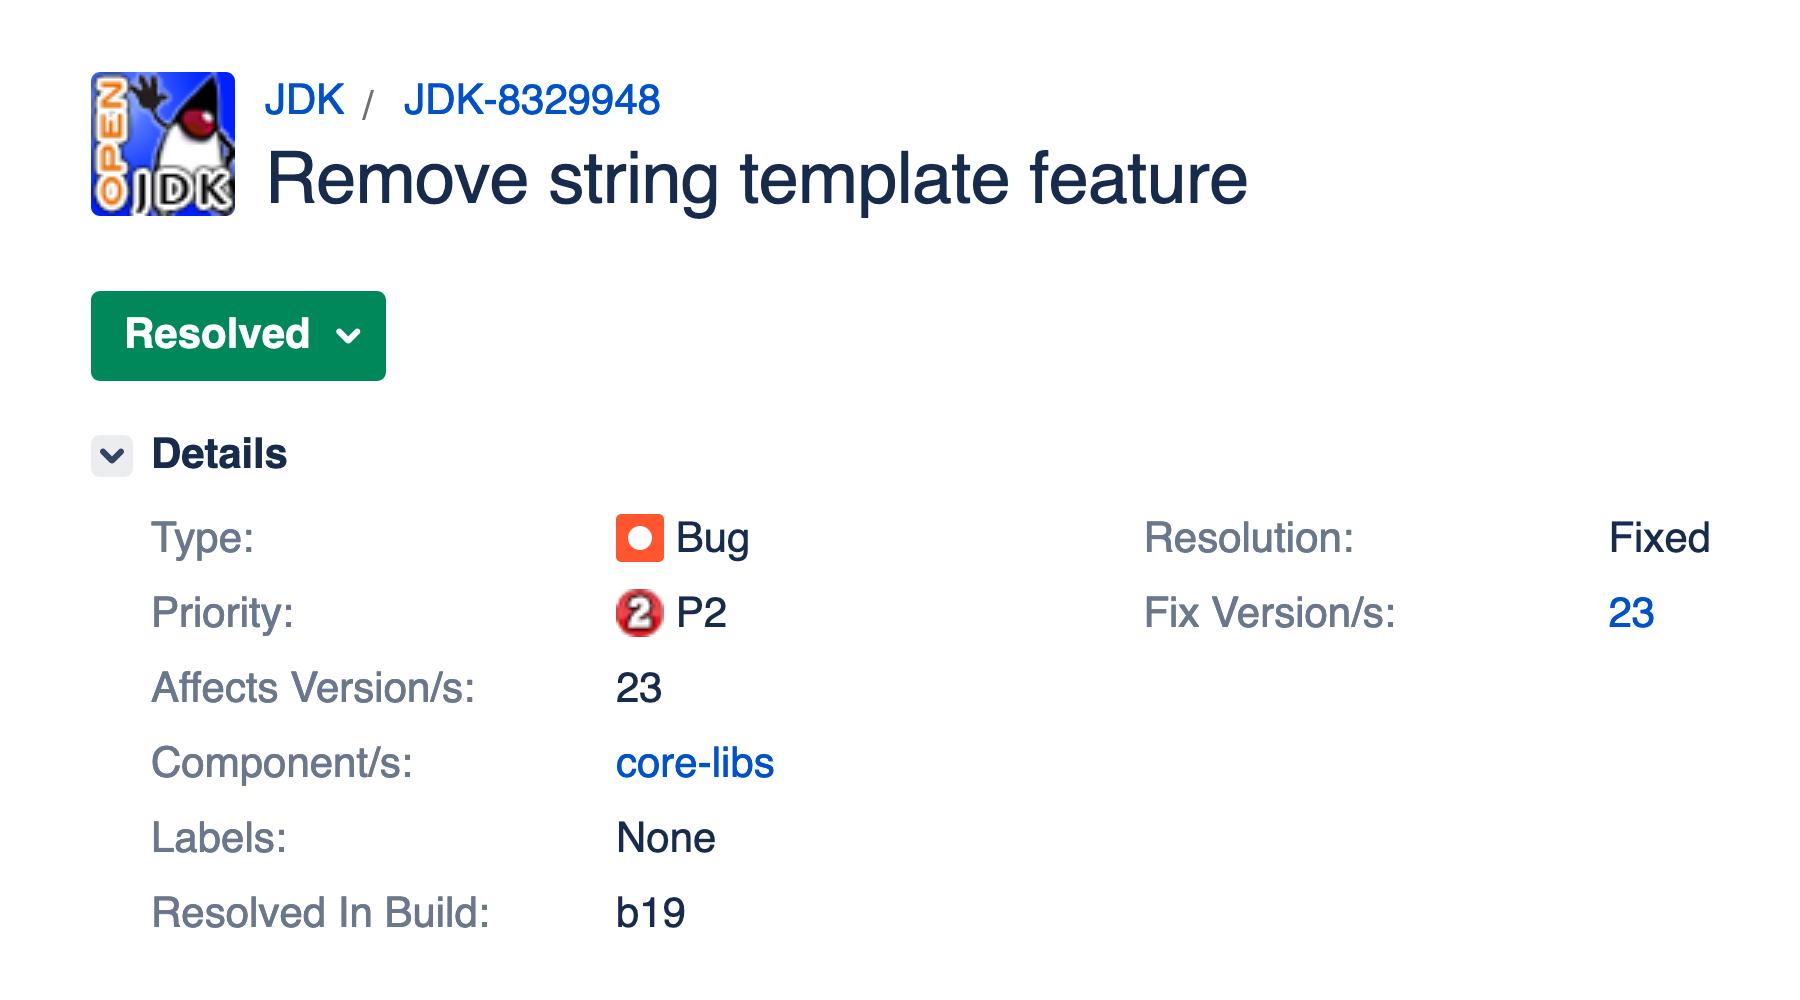 OPEN
JDK
JDK / JDK-8329948
Remove string template feature
Resolved
Details
Type: Bug Resolution: Fixed
Priority: 2 P2 Fix Version/s: 23
Affects Version/s: 23
Component/s: core-libs
Labels: None
Resolved In Build: b19